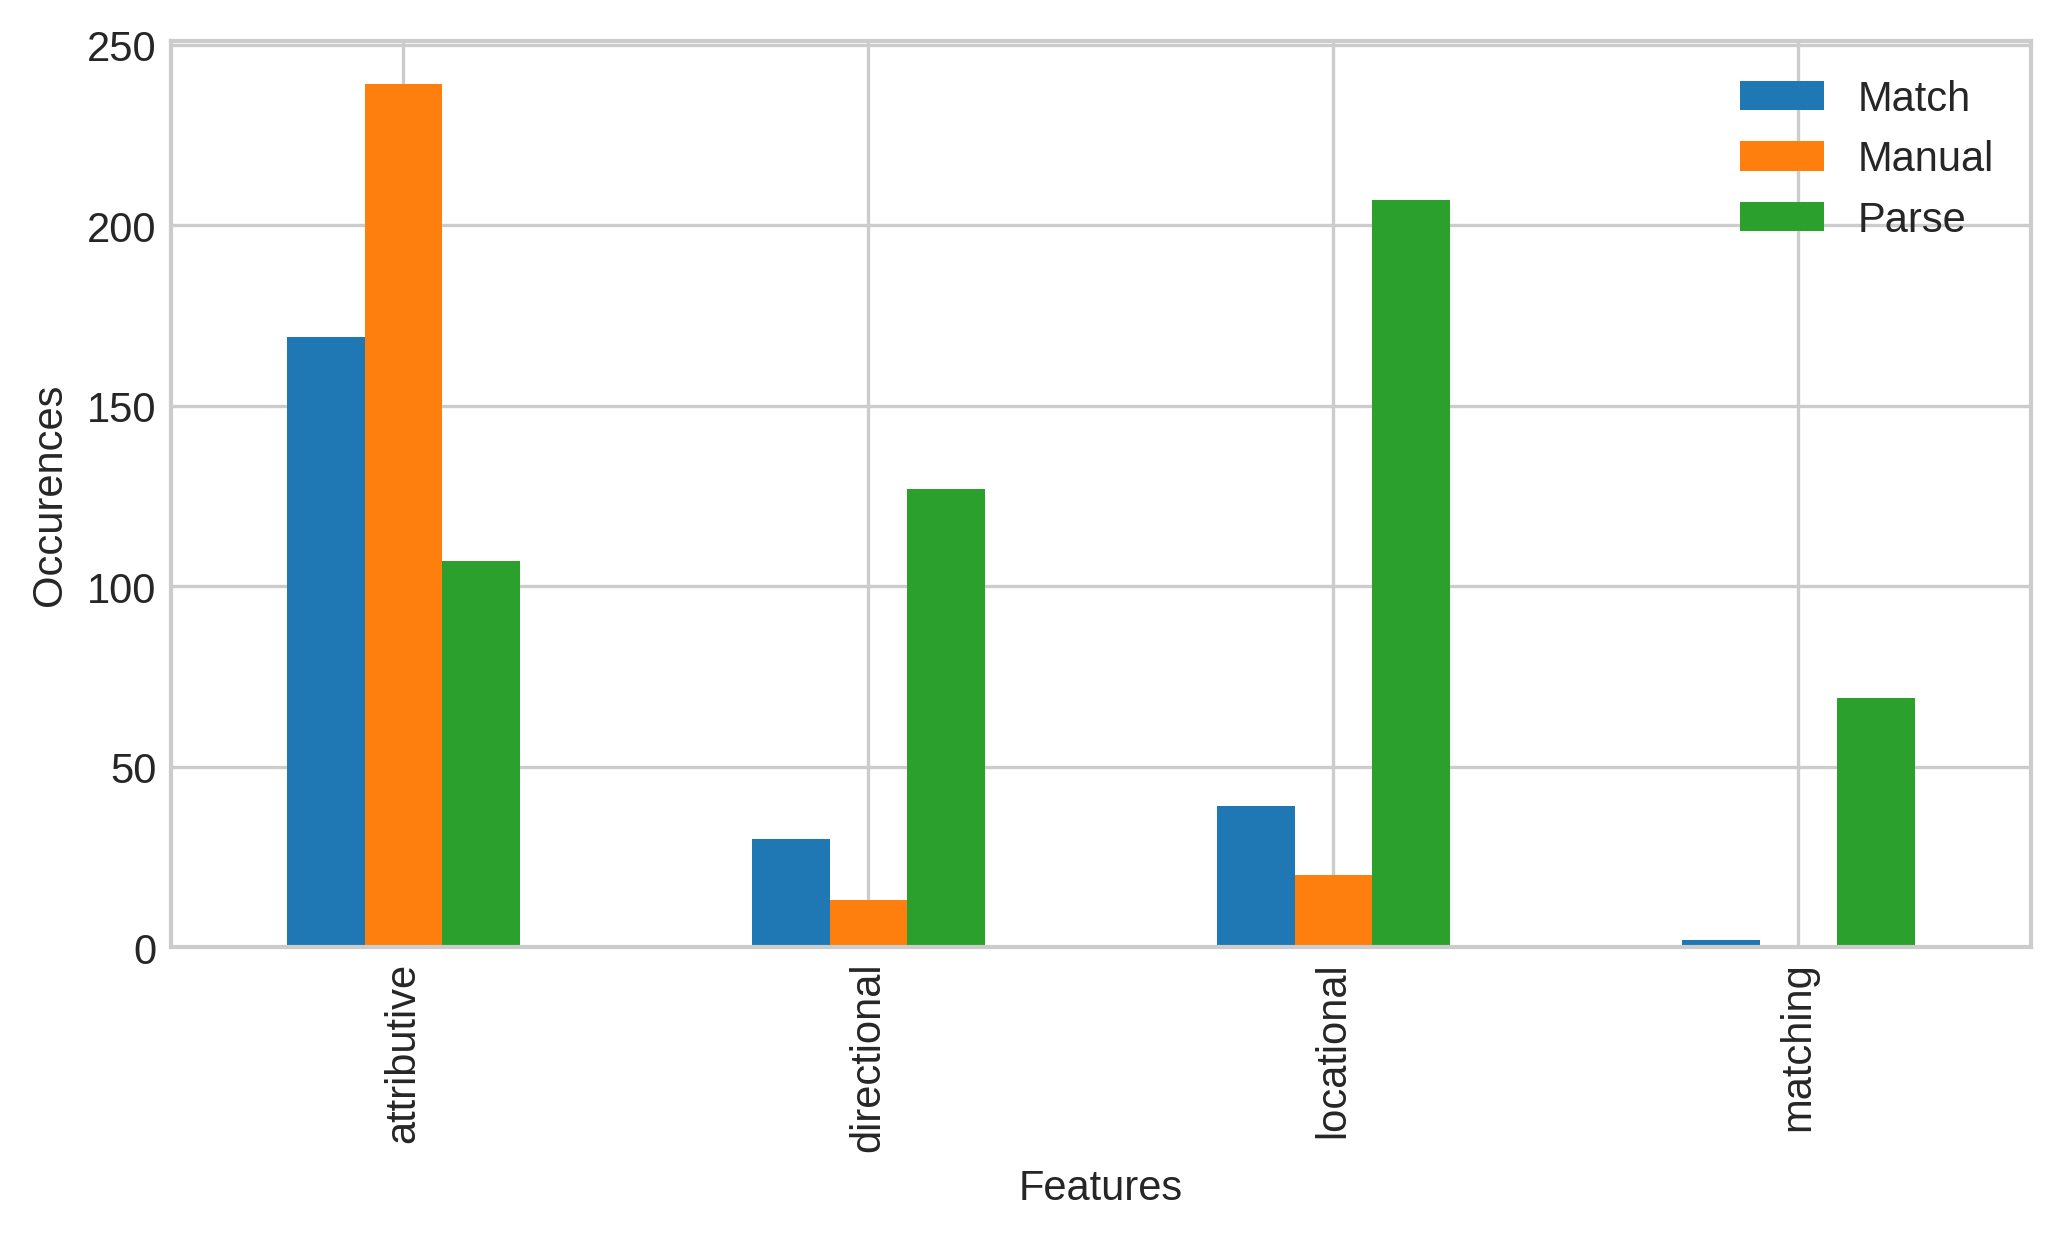 250
200
150
100
50
0
Occurences
Match
Manual
Parse
attributive
directional
locational
matching
Features